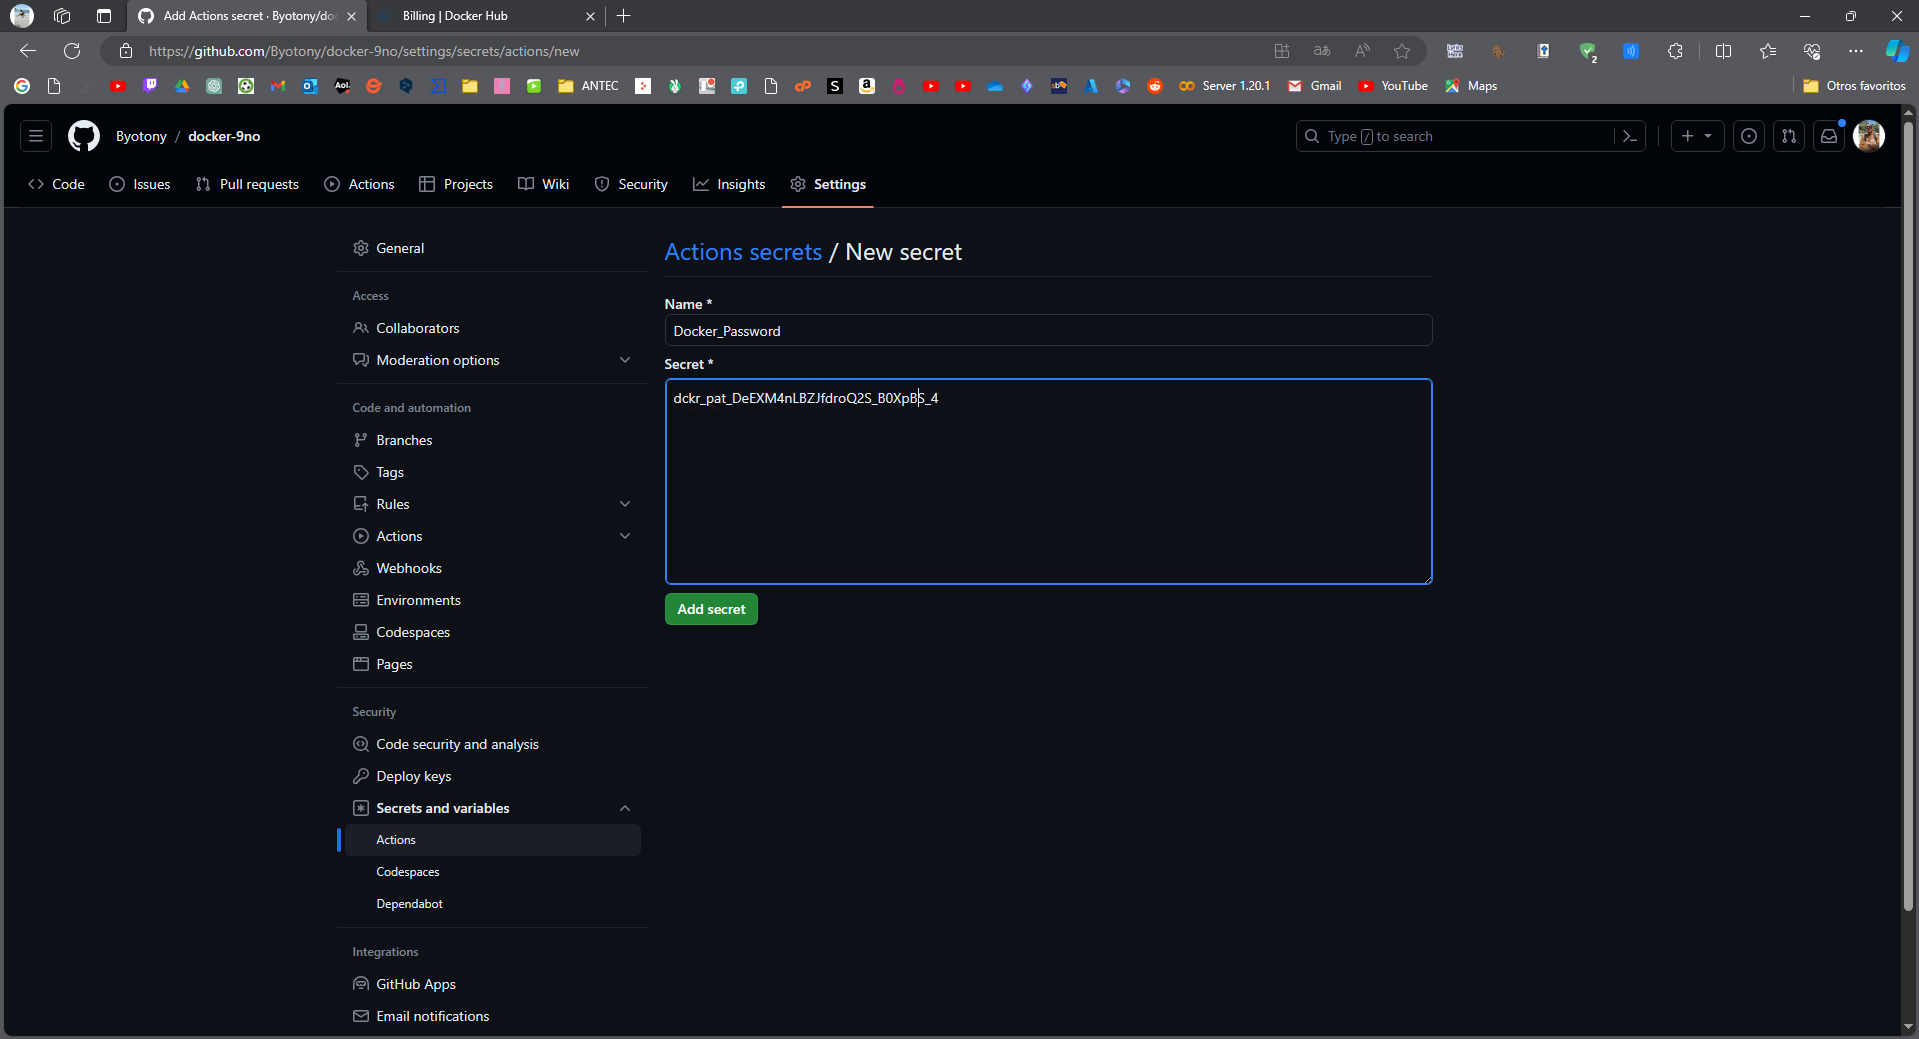 Add Actions secret · Byotony/doc
Billing | Docker Hub
https://github.com/Byotony/docker-9no/settings/secrets/actions/new
ANTEC
Server 1.20.1
Gmail
YouTube
Maps
Otros favoritos
Byotony / docker-9no
Type / to search
Code
Issues
Pull requests
Actions
Projects
Wiki
Security
Insights
Settings
General
Access
Collaborators
Moderation options
Code and automation
Branches
Tags
Rules
Actions
Webhooks
Environments
Codespaces
Pages
Security
Code security and analysis
Deploy keys
Secrets and variables
Actions
Codespaces
Dependabot
Integrations
GitHub Apps
Email notifications
Actions secrets / New secret
Name *
Docker_Password
Secret *
dckr_pat_DeEXM4nLBZJfdroQ2S_B0XpBS_4
Add secret